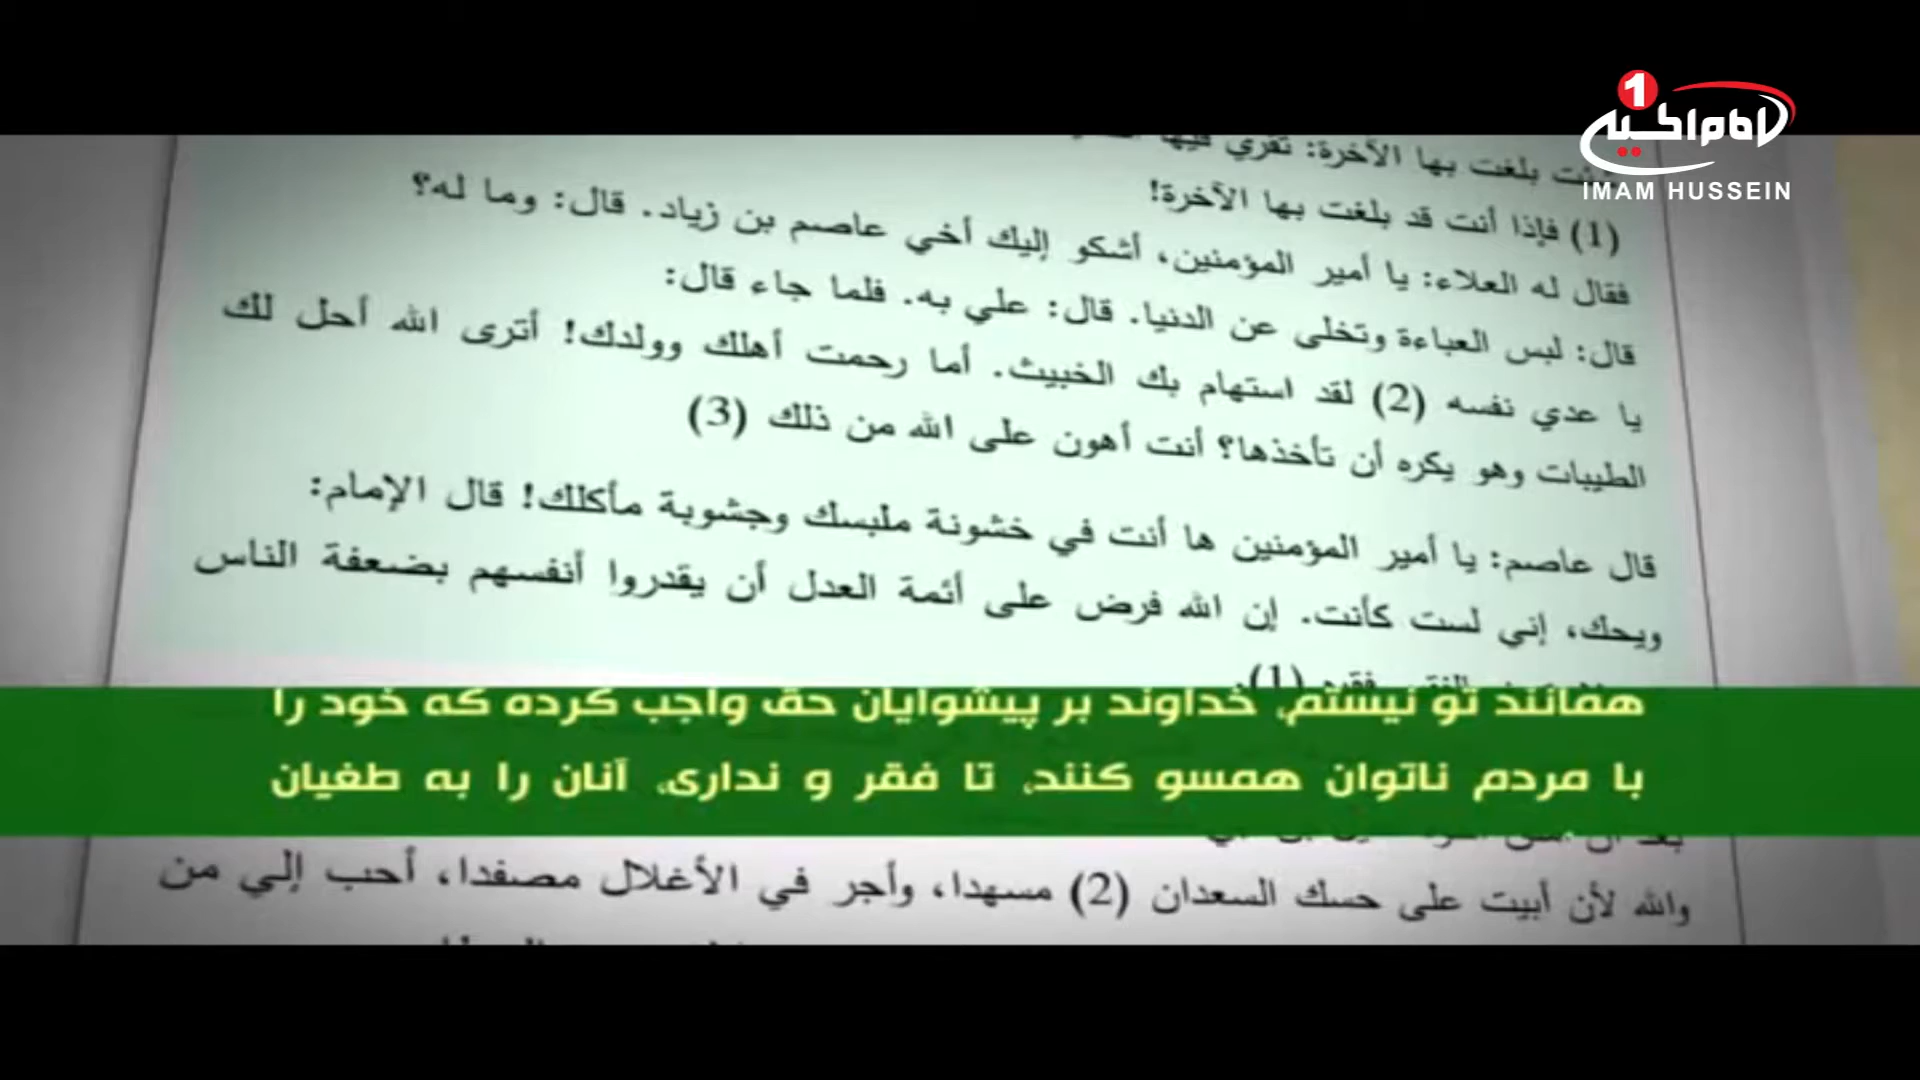 1
امام حسین
IMAM HUSSEIN
بلغت بها الآخرة: تقري فيها
(1) فإذا أنت قد بلغت بها الآخرة!
فقال له العلاء: يا أمير المؤمنين، أشكو إليك أخي عاصم بن زياد. قال: وما له؟
قال: لبس العباءة وتخلى عن الدنيا. قال: علي به. فلما جاء قال:
يا عدي نفسه (2) لقد استهام بك الخبيث. أما رحمت أهلك وولدك! أترى الله أحل لك
الطيبات وهو يكره أن تأخذها؟ أنت أهون على الله من ذلك (3)
قال عاصم: يا أمير المؤمنين ها أنت في خشونة ملبسك وجشوبة مأكلك! قال الإمام:
ويحك، إني لست كأنت. إن الله فرض على أئمة العدل أن يقدروا أنفسهم بضعفة الناس
همانند تو نیستم، خداوند بر پیشوایان حق واجب کرده که خود را
با مردم ناتوان همسو کنند، تا فقر و نداری، آنان را به طغیان
والله لأن أبيت على حسك السعدان (2) مسهدا، وأجر في الأغلال مصفدا، أحب إلي من